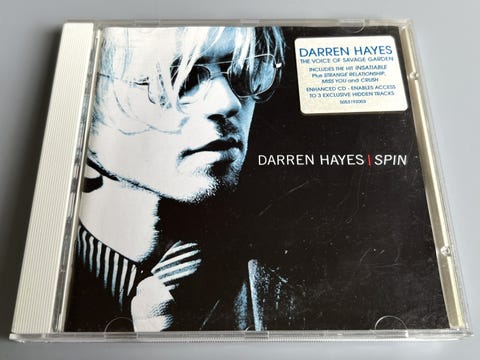 DARREN HAYES
THE VOICE OF SAVAGE GARDEN
INCLUDES THE HIT INSATIABLE
Plus STRANGE RELATIONSHIP,
MISS YOU and CRUSH
ENHANCED CD - ENABLES ACCESS
TO 3 EXCLUSIVE HIDDEN TRACKS
5053192003
DARREN HAYES | SPIN